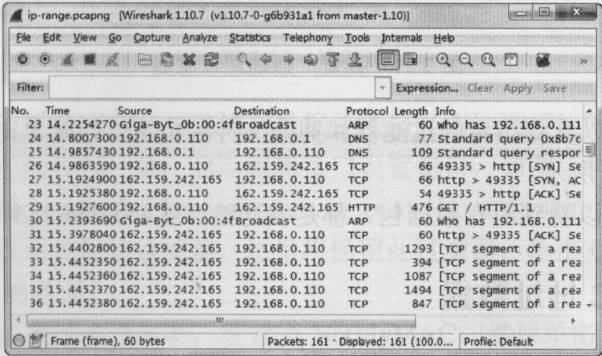 ip-range.pcapng [Wireshark 1.10.7 (v1.10.7-0-g6b931a1 from master-1.10)]
File Edit View Go Capture Analyze Statistics Telephony Tools Internals Help
Filter: Expression... Clear Apply Save
No. Time Source Destination Protocol Length Info
23 14.2254270 Giga-Byt_0b:00:4f Broadcast ARP 60 Who has 192.168.0.111
24 14.8007300 192.168.0.110 192.168.0.1 DNS 77 Standard query 0x8b7c
25 14.9857430 192.168.0.1 192.168.0.110 DNS 109 Standard query respor
26 14.9863590 192.168.0.110 162.159.242.165 TCP 66 49335 > http [SYN] Se
27 15.1924900 162.159.242.165 192.168.0.110 TCP 66 http > 49335 [SYN, AC
28 15.1925380 192.168.0.110 162.159.242.165 TCP 54 49335 > http [ACK] Se
29 15.1927600 192.168.0.110 162.159.242.165 HTTP 476 GET / HTTP/1.1
30 15.2393690 Giga-Byt_0b:00:4f Broadcast ARP 60 Who has 192.168.0.111
31 15.3978040 162.159.242.165 192.168.0.110 TCP 60 http > 49335 [ACK] Se
32 15.4402800 162.159.242.165 192.168.0.110 TCP 1293 [TCP segment of a rea
33 15.4452350 162.159.242.165 192.168.0.110 TCP 394 [TCP segment of a rea
34 15.4452360 162.159.242.165 192.168.0.110 TCP 1087 [TCP segment of a rea
35 15.4452370 162.159.242.165 192.168.0.110 TCP 1494 [TCP segment of a rea
36 15.4452380 162.159.242.165 192.168.0.110 TCP 847 [TCP segment of a rea
Frame (frame), 60 bytes Packets: 161 · Displayed: 161 (100.0... Profile: Default